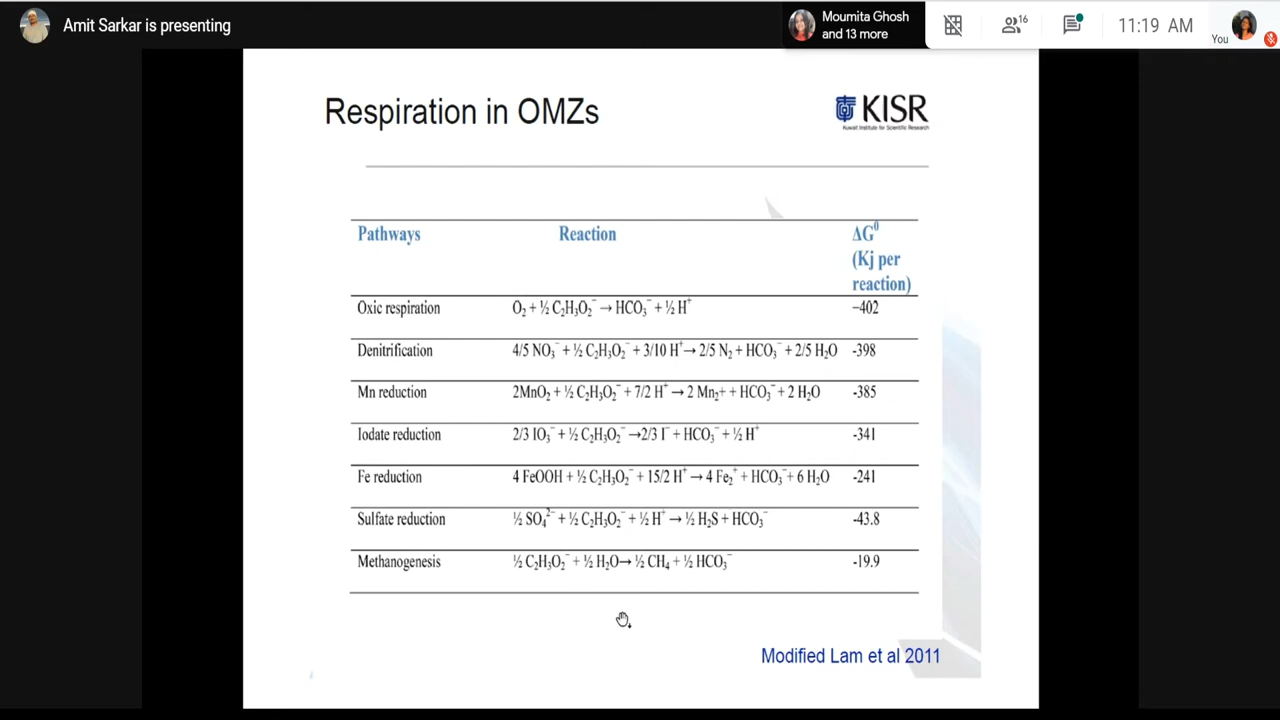 Amit Sarkar is presenting
Moumita Ghosh
and 13 more
16
11:19 AM
You
Respiration in OMZs
KISR
Kuwait Institute for Scientific Research
Pathways Reaction ΔG⁰
(Kj per
reaction)
Oxic respiration O₂ + ½ C₂H₃O₂⁻ → HCO₃⁻ + ½ H⁺ −402
Denitrification 4/5 NO₃⁻ + ½ C₂H₃O₂⁻ + 3/10 H⁺→ 2/5 N₂ + HCO₃⁻ + 2/5 H₂O -398
Mn reduction 2MnO₂ + ½ C₂H₃O₂⁻ + 7/2 H⁺ → 2 Mn₂+ + HCO₃⁻ + 2 H₂O -385
Iodate reduction 2/3 IO₃⁻ + ½ C₂H₃O₂⁻ →2/3 I⁻ + HCO₃⁻ + ½ H⁺ -341
Fe reduction 4 FeOOH + ½ C₂H₃O₂⁻ + 15/2 H⁺ → 4 Fe₂⁺ + HCO₃⁻+ 6 H₂O -241
Sulfate reduction ½ SO₄²⁻ + ½ C₂H₃O₂⁻ + ½ H⁺ → ½ H₂S + HCO₃⁻ -43.8
Methanogenesis ½ C₂H₃O₂⁻ + ½ H₂O→ ½ CH₄ + ½ HCO₃⁻ -19.9
Modified Lam et al 2011